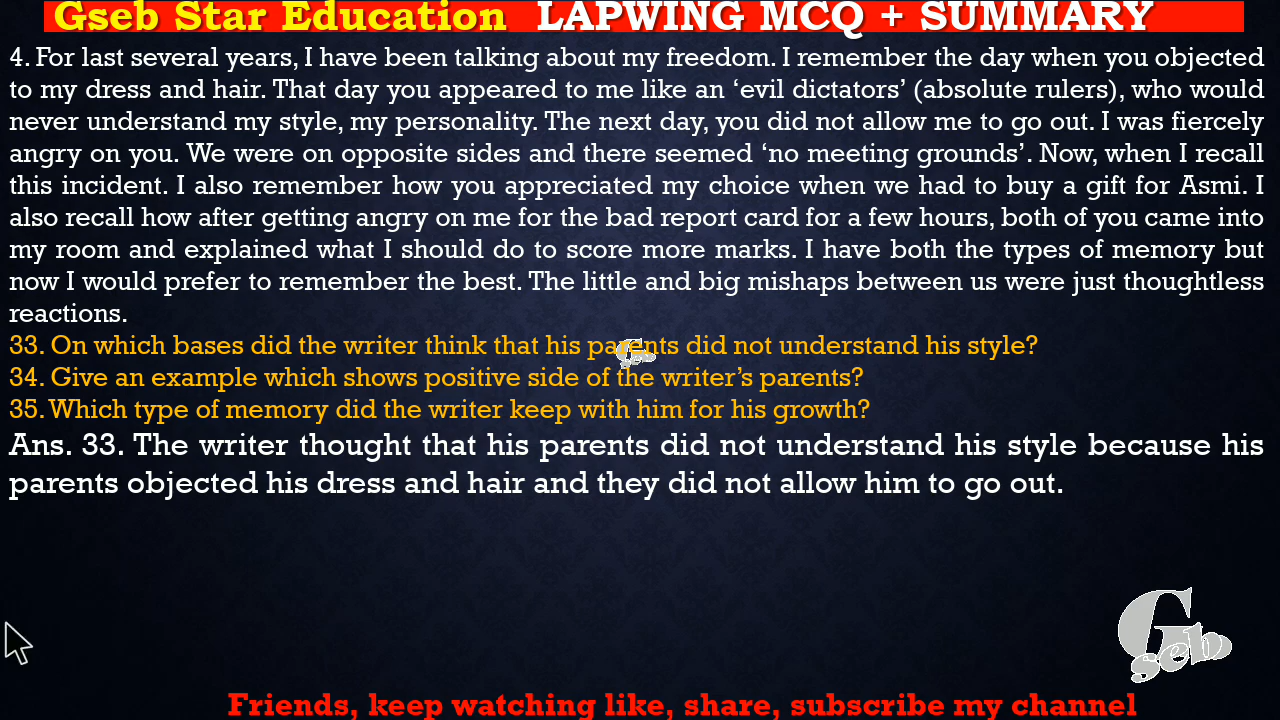 Gseb Star Education LAPWING MCQ + SUMMARY
4. For last several years, I have been talking about my freedom. I remember the day when you objected
to my dress and hair. That day you appeared to me like an ‘evil dictators’ (absolute rulers), who would
never understand my style, my personality. The next day, you did not allow me to go out. I was fiercely
angry on you. We were on opposite sides and there seemed ‘no meeting grounds’. Now, when I recall
this incident. I also remember how you appreciated my choice when we had to buy a gift for Asmi. I
also recall how after getting angry on me for the bad report card for a few hours, both of you came into
my room and explained what I should do to score more marks. I have both the types of memory but
now I would prefer to remember the best. The little and big mishaps between us were just thoughtless
reactions.
33. On which bases did the writer think that his parents did not understand his style?
34. Give an example which shows positive side of the writer’s parents?
35. Which type of memory did the writer keep with him for his growth?
Ans. 33. The writer thought that his parents did not understand his style because his
parents objected his dress and hair and they did not allow him to go out.
Gseb
Friends, keep watching like, share, subscribe my channel